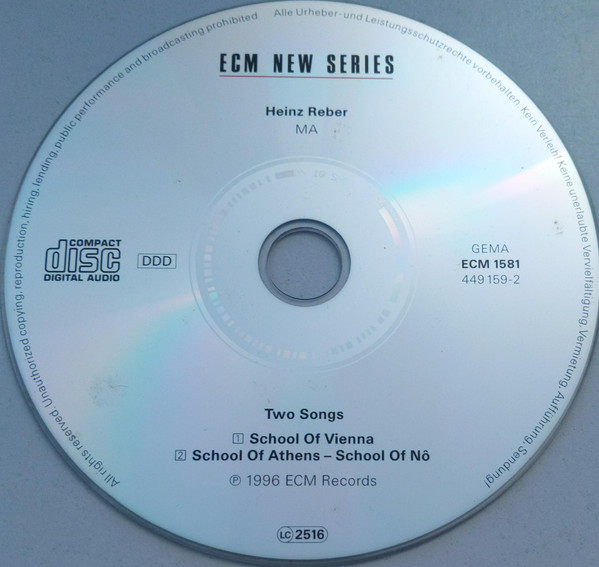 All rights reserved. Unauthorized copying, reproduction, hiring, lending, public performance and broadcasting prohibited
Alle Urheber- und Leistungsschutzrechte vorbehalten. Kein Verleih! Keine unerlaubte Vervielfältigung, Vermietung, Aufführung, Sendung!
ECM NEW SERIES
Heinz Reber
MA
COMPACT
disc
DIGITAL AUDIO
DDD
GEMA
ECM 1581
449 159-2
Two Songs
1 School Of Vienna
2 School Of Athens – School Of Nô
℗ 1996 ECM Records
LC 2516